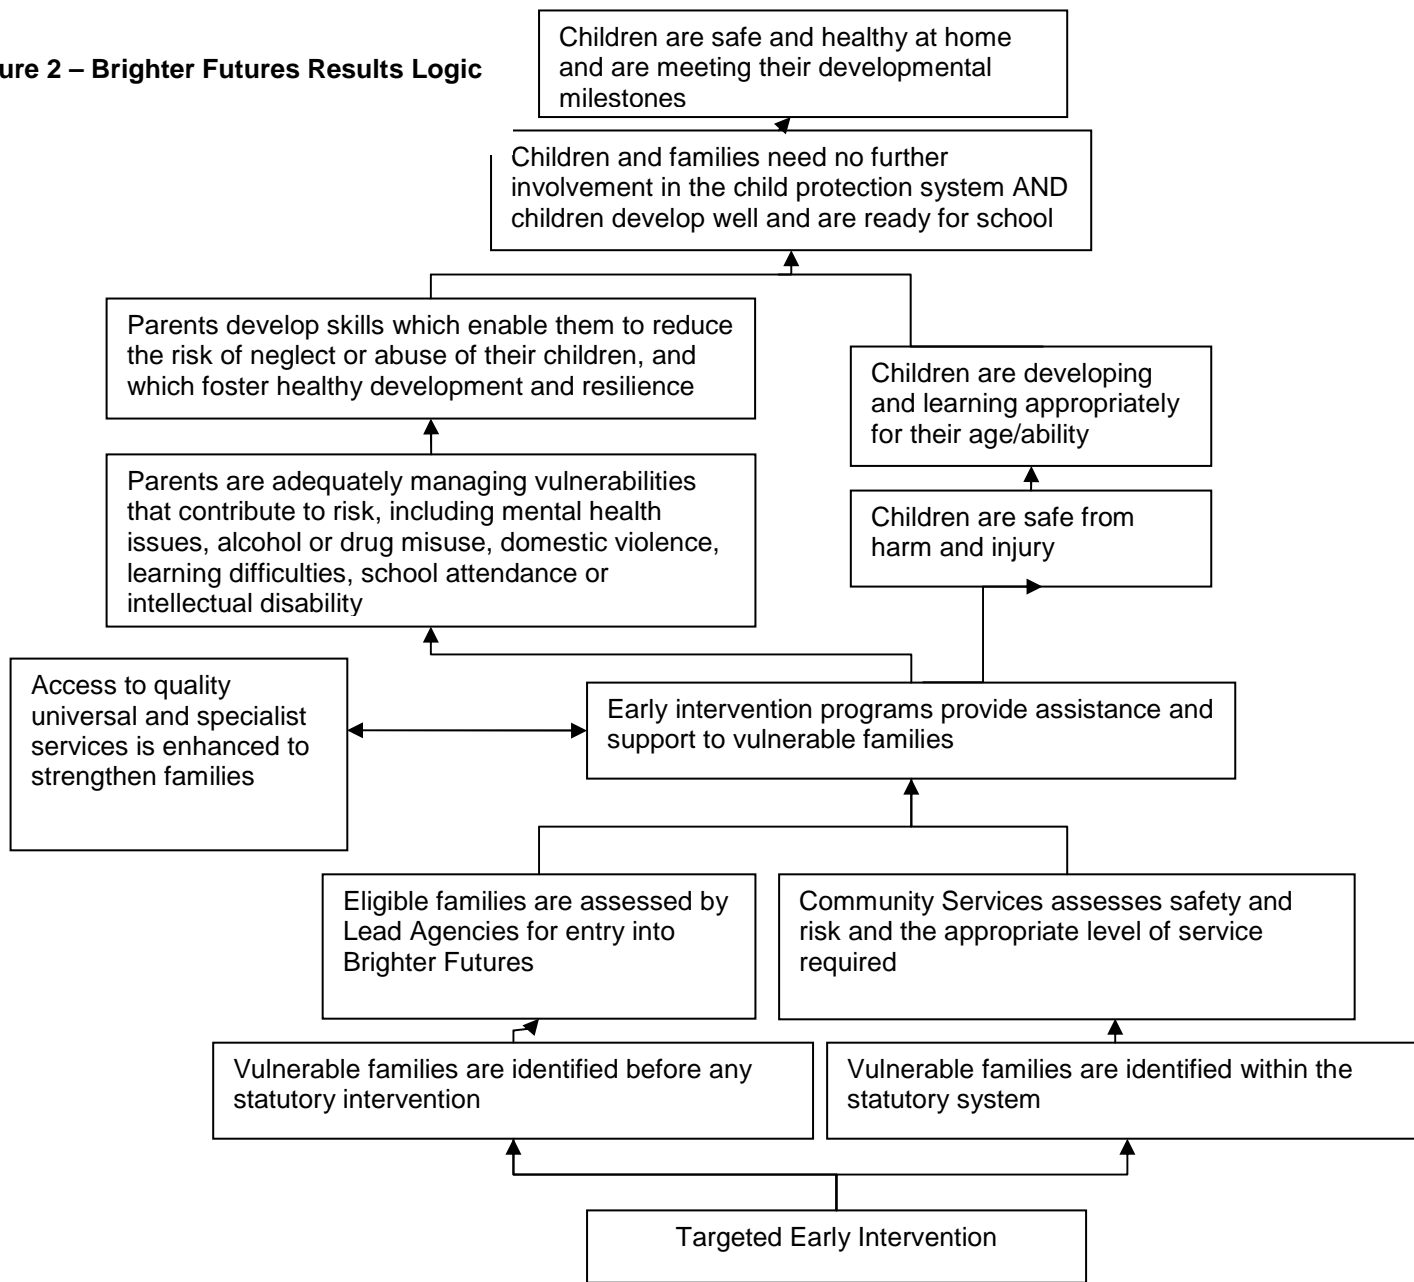 Children are safe and healthy at home
and are meeting their developmental
milestones
ure 2 – Brighter Futures Results Logic
Children and families need no further
involvement in the child protection system AND
children develop well and are ready for school
Parents develop skills which enable them to reduce
the risk of neglect or abuse of their children, and
which foster healthy development and resilience
Children are developing
and learning appropriately
for their age/ability
Parents are adequately managing vulnerabilities
that contribute to risk, including mental health
issues, alcohol or drug misuse, domestic violence,
learning difficulties, school attendance or
intellectual disability
Children are safe from
harm and injury
Access to quality
universal and specialist
services is enhanced to
strengthen families
Early intervention programs provide assistance and
support to vulnerable families
Eligible families are assessed by
Lead Agencies for entry into
Brighter Futures
Community Services assesses safety and
risk and the appropriate level of service
required
Vulnerable families are identified before any
statutory intervention
Vulnerable families are identified within the
statutory system
Targeted Early Intervention